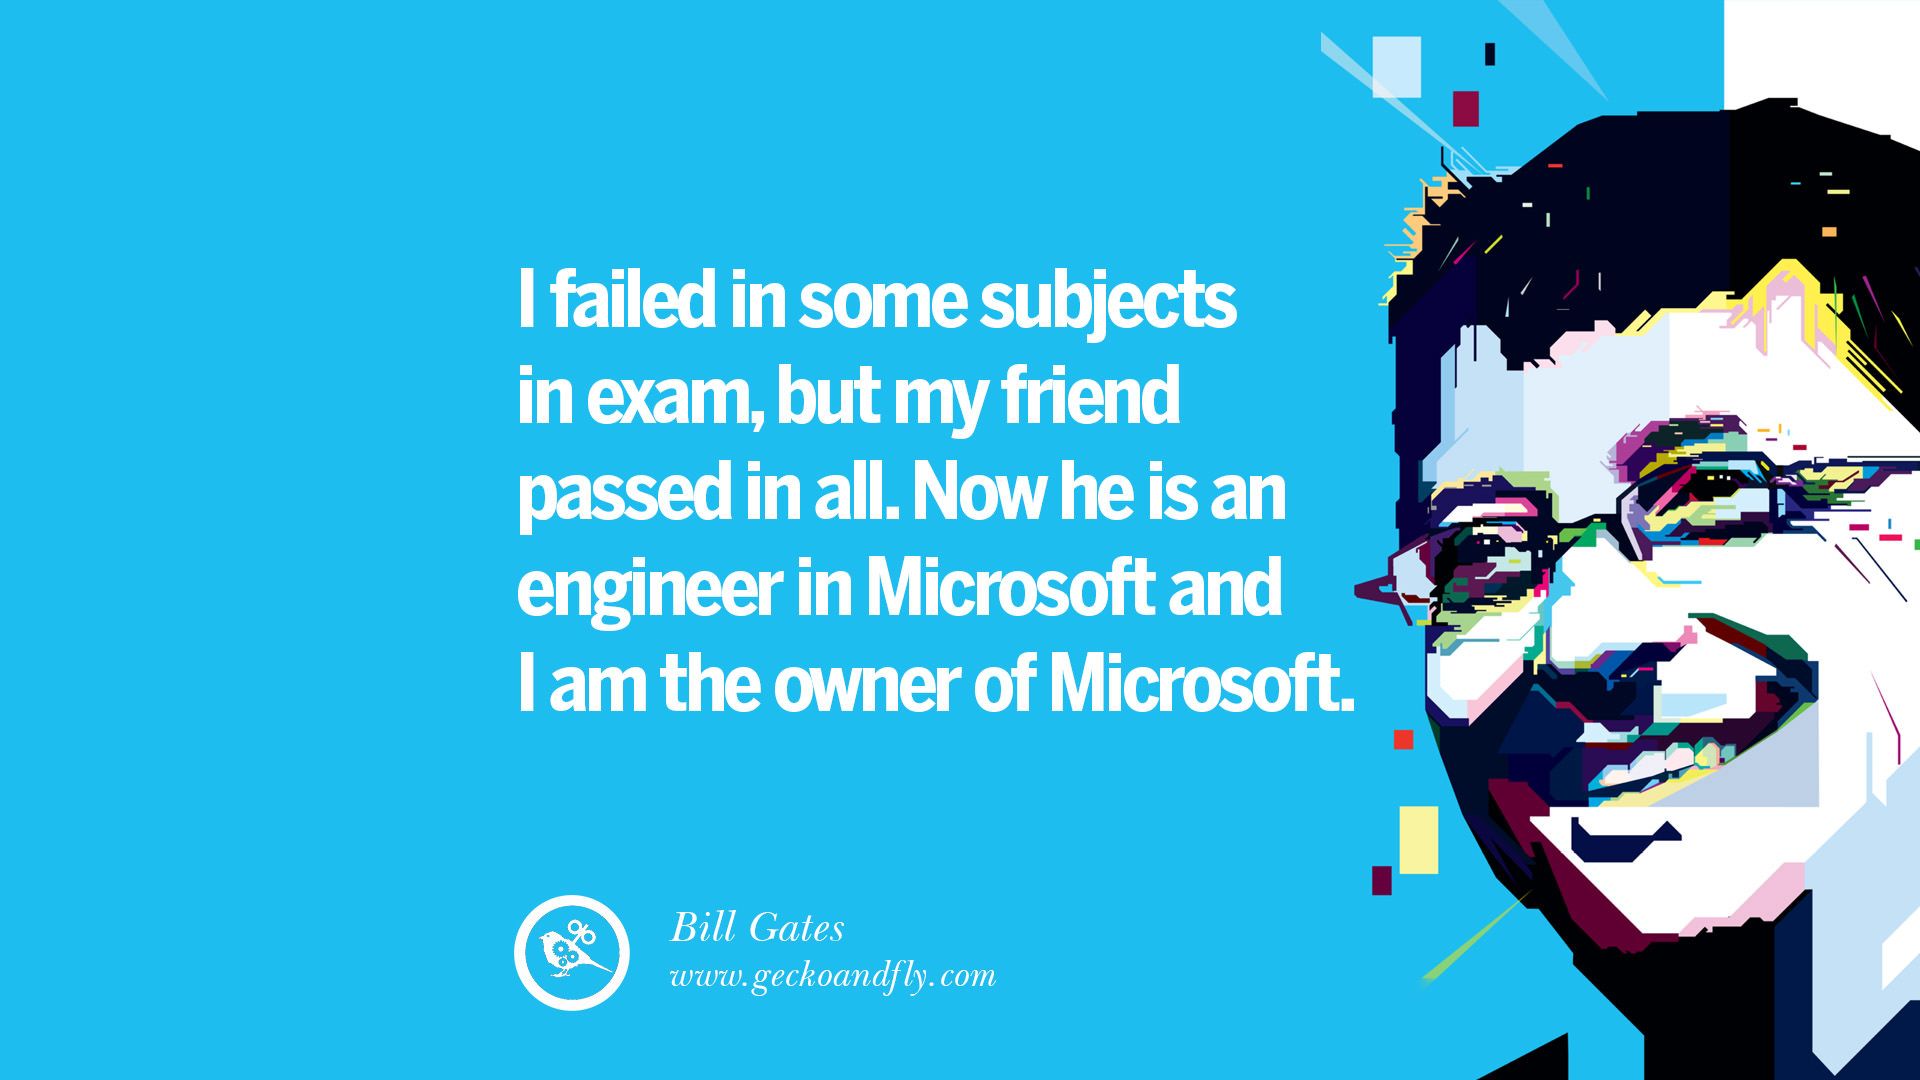 I failed in some subjects
in exam, but my friend
passed in all. Now he is an
engineer in Microsoft and
I am the owner of Microsoft.
Bill Gates
www.geckoandfly.com